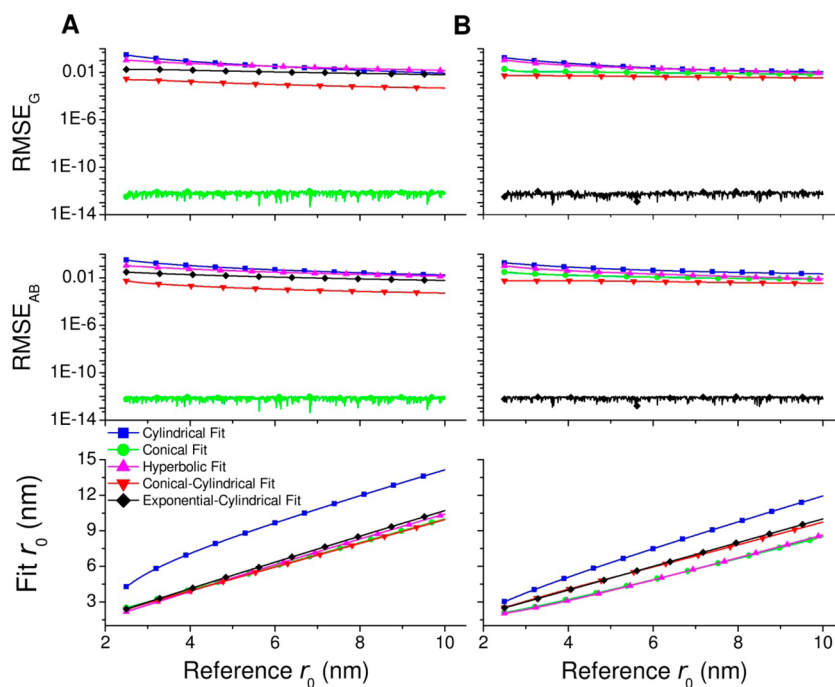 A
B
RMSE_G
0.01
1E-6
1E-10
1E-14
RMSE_AB
0.01
1E-6
1E-10
1E-14
Cylindrical Fit
Conical Fit
Hyperbolic Fit
Conical-Cylindrical Fit
Exponential-Cylindrical Fit
Fit r_0 (nm)
15
12
9
6
3
2 4 6 8 10
2 4 6 8 10
Reference r_0 (nm)
Reference r_0 (nm)